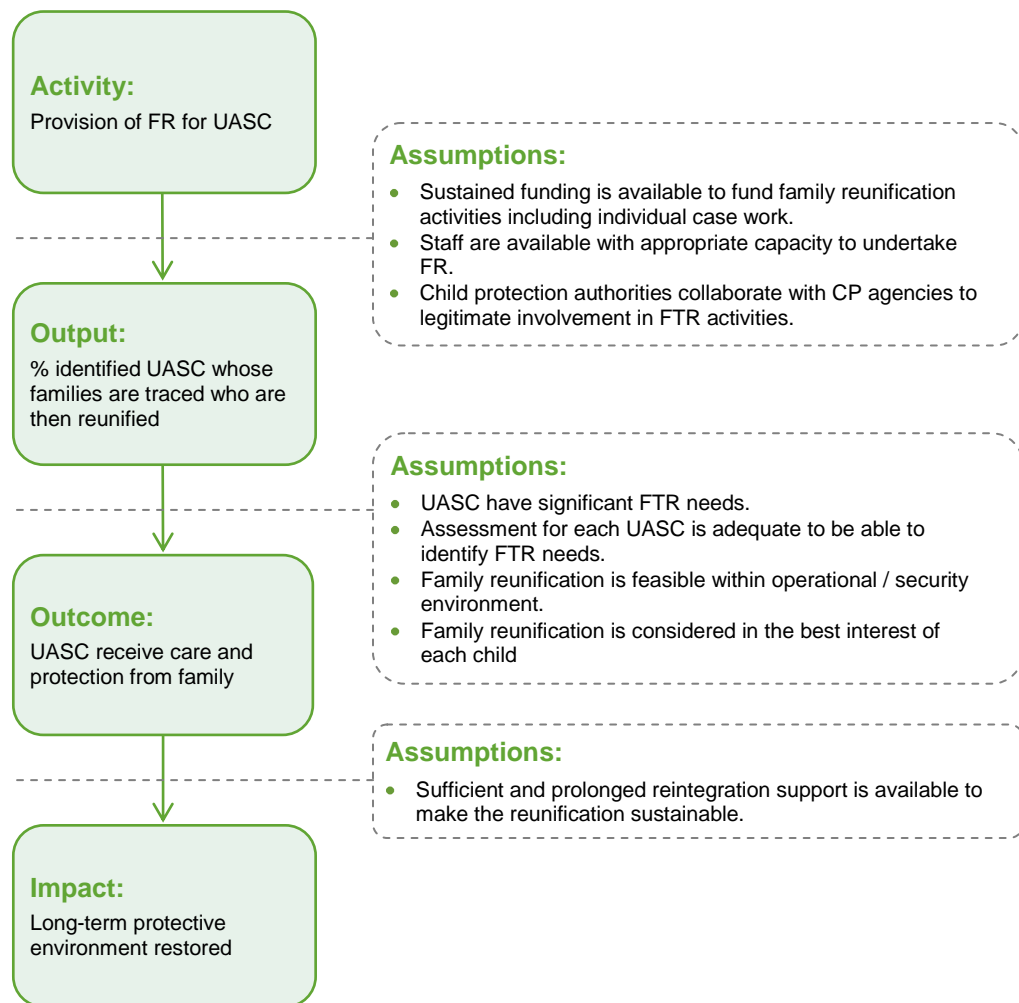 Activity:
Provision of FR for UASC
Assumptions:
• Sustained funding is available to fund family reunification
activities including individual case work.
• Staff are available with appropriate capacity to undertake
FR.
• Child protection authorities collaborate with CP agencies to
legitimate involvement in FTR activities.
Output:
% identified UASC whose
families are traced who are
then reunified
Assumptions:
• UASC have significant FTR needs.
• Assessment for each UASC is adequate to be able to
identify FTR needs.
• Family reunification is feasible within operational / security
environment.
• Family reunification is considered in the best interest of
each child
Outcome:
UASC receive care and
protection from family
Assumptions:
• Sufficient and prolonged reintegration support is available to
make the reunification sustainable.
Impact:
Long-term protective
environment restored